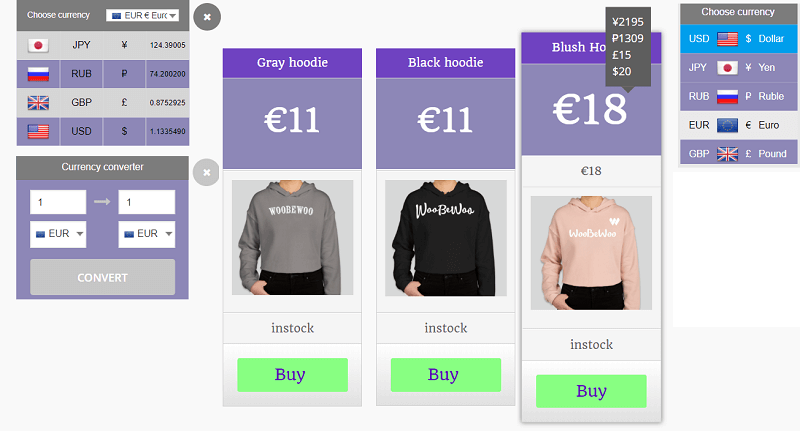 Choose currency
EUR € Euro
JPY ¥ 124.39005
RUB ₽ 74.200200
GBP £ 0.8752925
USD $ 1.1335490
Currency converter
1 1
EUR EUR
CONVERT
Gray hoodie
€11
WOOBEWOO
instock
Buy
Black hoodie
€11
WooBeWoo
instock
Buy
¥2195
₽1309
£15
$20
Blush Ho
€18
€18
WooBeWoo
instock
Buy
Choose currency
USD $ Dollar
JPY ¥ Yen
RUB ₽ Ruble
EUR € Euro
GBP £ Pound